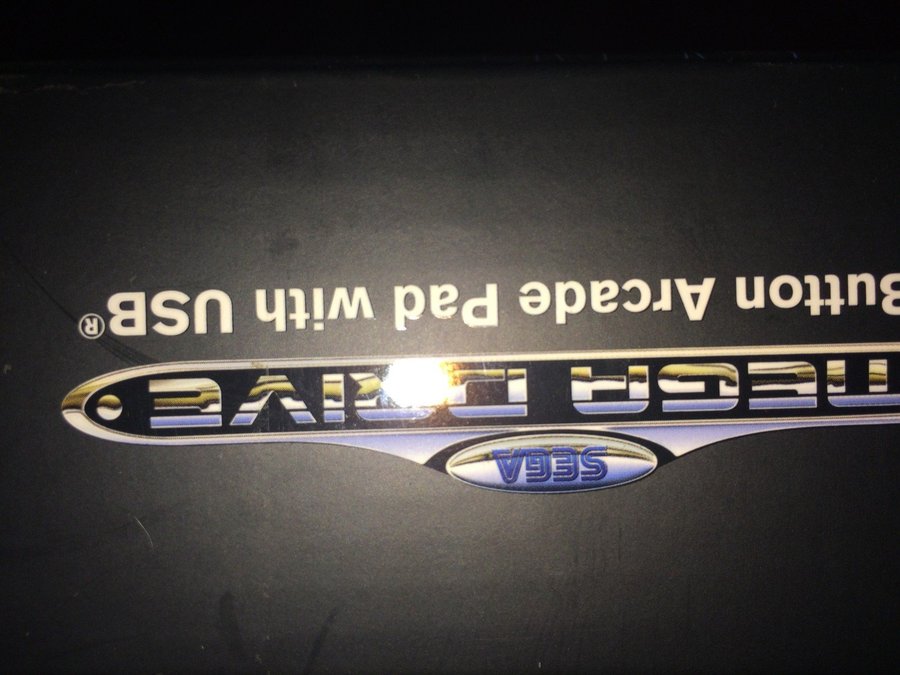 SEGA
MEGA DRIVE
Button Arcade Pad with USB®